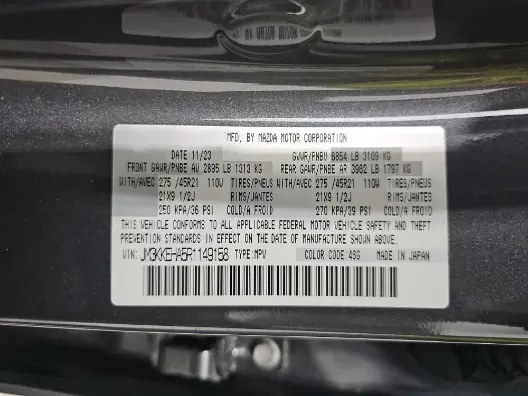 MFD. BY MAZDA MOTOR CORPORATION
DATE 11/23 GVWR/PNBV 6854 LB 3109 KG
FRONT GAWR/PNBE AV 2895 LB 1313 KG REAR GAWR/PNBE AR 3962 LB 1797 KG
WITH/AVEC 275 /45R21 110W TIRES/PNEUS WITH/AVEC 275 /45R21 110W TIRES/PNEUS
21X9 1/2J RIMS/JANTES 21X9 1/2J RIMS/JANTES
250 KPA/36 PSI COLD/A FROID 270 KPA/39 PSI COLD/A FROID
THIS VEHICLE CONFORMS TO ALL APPLICABLE FEDERAL MOTOR VEHICLE SAFETY AND THEFT
PREVENTION STANDARDS IN EFFECT ON THE DATE OF MANUFACTURE SHOWN ABOVE.
VIN: JM3KKEHA5R1149158 TYPE:MPV COLOR CODE:46G MADE IN JAPAN